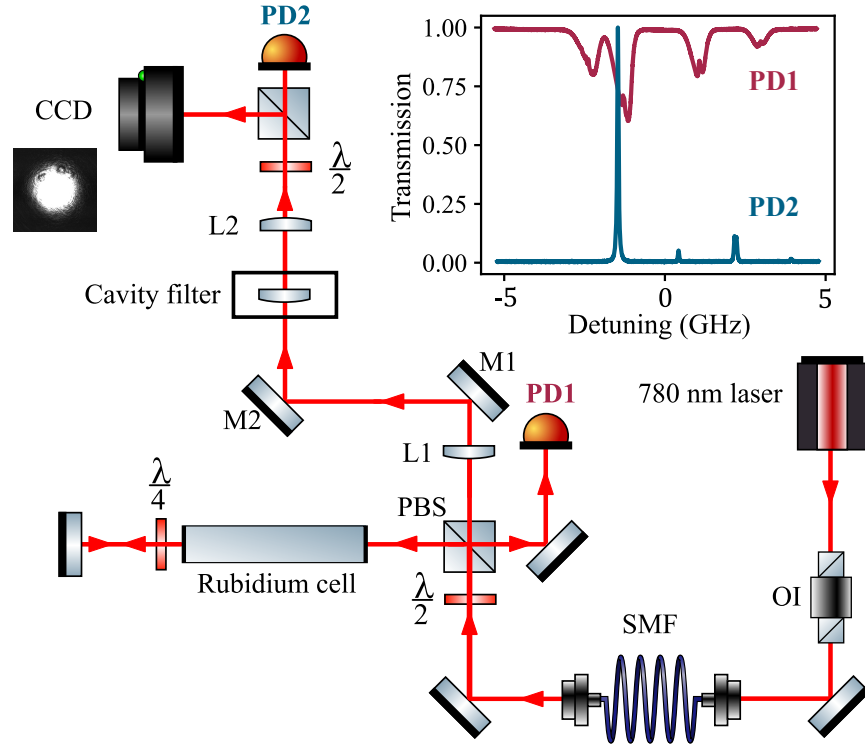 PD2
CCD
λ/2
L2
Cavity filter
M2
M1
L1
PD1
780 nm laser
λ/4
PBS
Rubidium cell
λ/2
SMF
OI
Transmission
1.00
0.75
0.50
0.25
0.00
PD1
PD2
-5
0
5
Detuning (GHz)